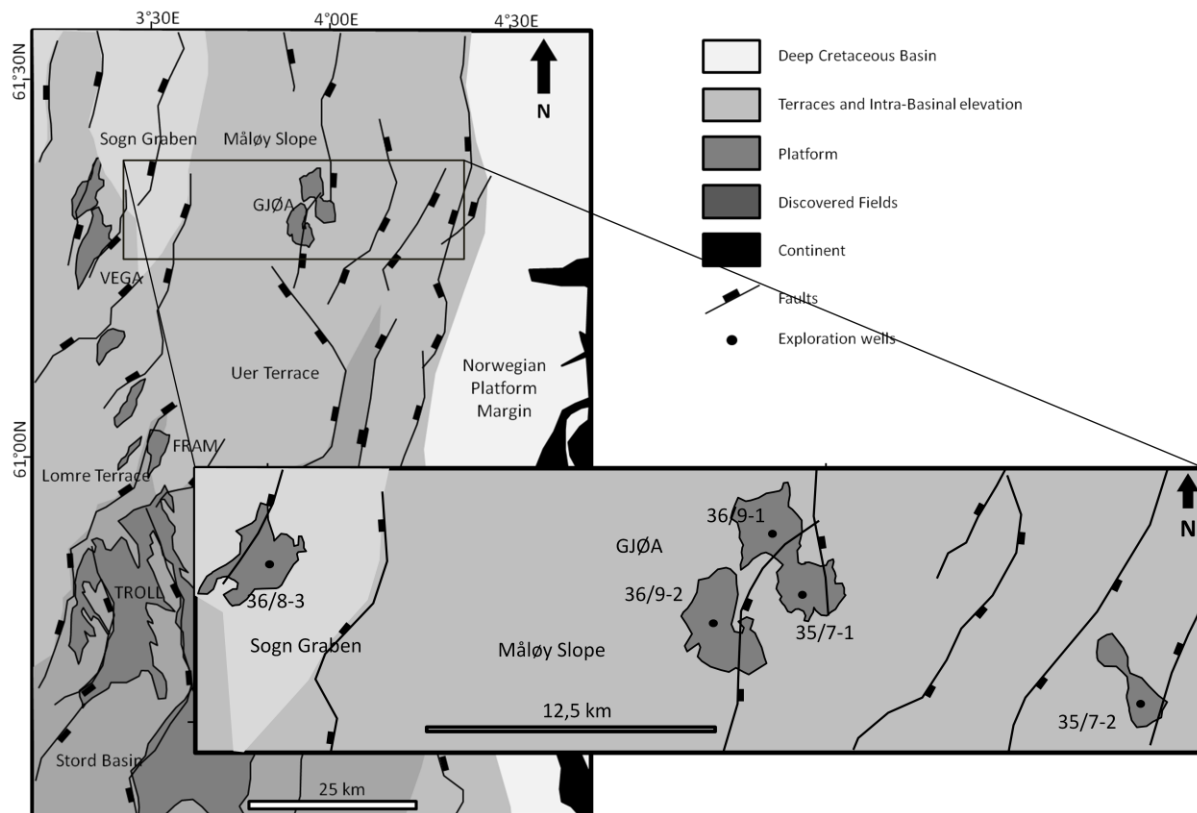 3°30E
4°00E
4°30E
61°30N
N
Sogn Graben
Måløy Slope
GJØA
VEGA
Uer Terrace
Norwegian
Platform
Margin
61°00N
FRAM
Lomre Terrace
TROLL
Stord Basin
25 km
Deep Cretaceous Basin
Terraces and Intra-Basinal elevation
Platform
Discovered Fields
Continent
Faults
Exploration wells
36/9-1
N
GJØA
36/9-2
36/8-3
35/7-1
Sogn Graben
Måløy Slope
12,5 km
35/7-2